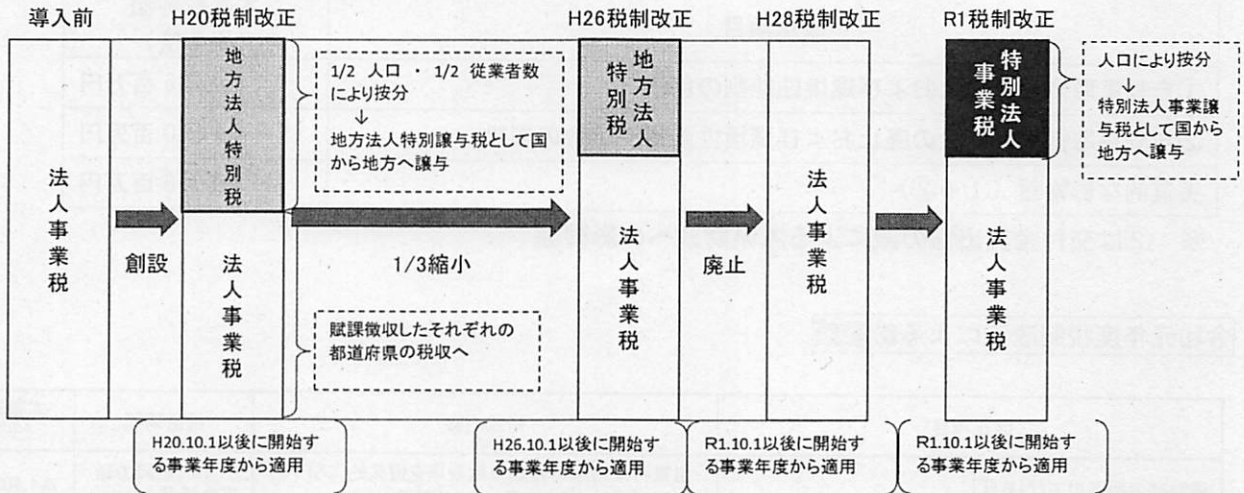 導入前
H20税制改正
H26税制改正
H28税制改正
R1税制改正
法人事業税
創設
地方法人特別税
法人事業税
1/2 人口 ・ 1/2 従業者数
により按分
↓
地方法人特別譲与税として国
から地方へ譲与
1/3縮小
賦課徴収したそれぞれの
都道府県の税収へ
地方法人
特別税
法人事業税
廃止
法人事業税
特別法人
事業税
法人事業税
人口により按分
↓
特別法人事業譲
与税として国から
地方へ譲与
H20.10.1以後に開始す
る事業年度から適用
H26.10.1以後に開始す
る事業年度から適用
R1.10.1以後に開始す
る事業年度から適用
R1.10.1以後に開始す
る事業年度から適用